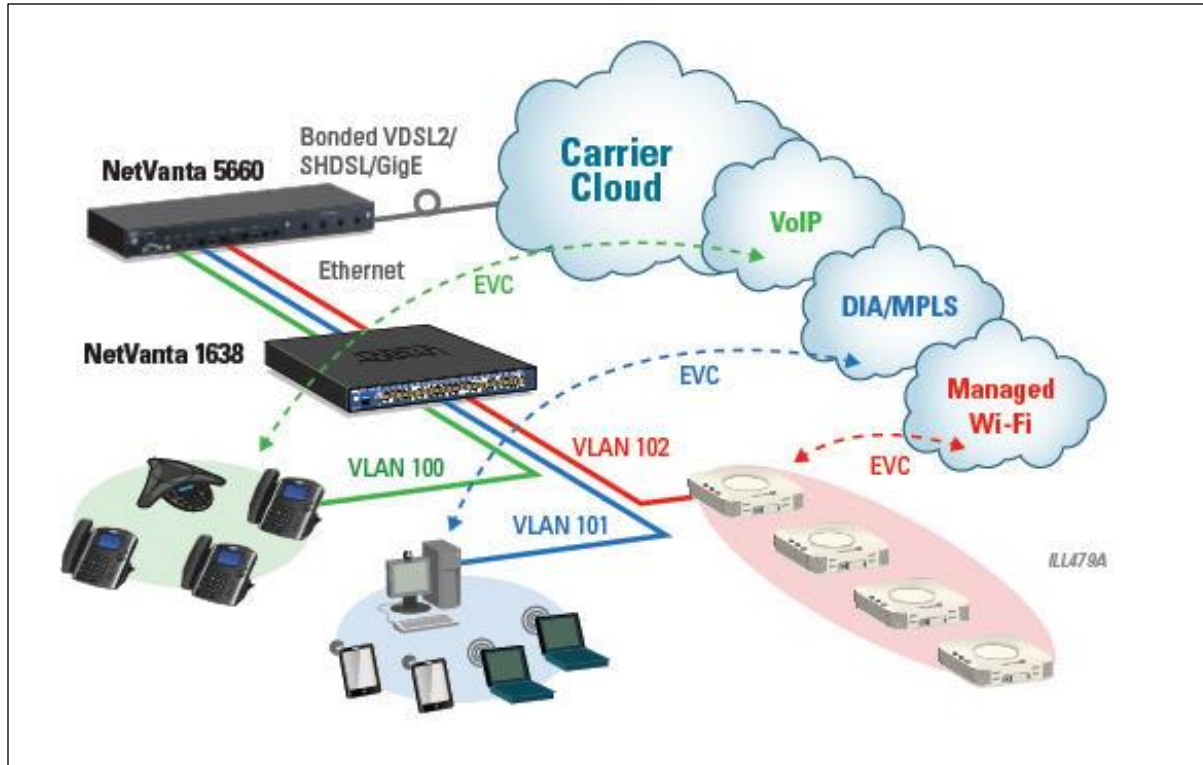 Bonded VDSL2/
SHDSL/GigE
NetVanta 5660
Carrier
Cloud
VoIP
Ethernet
EVC
DIA/MPLS
NetVanta 1638
EVC
Managed
Wi-Fi
VLAN 102
EVC
VLAN 100
VLAN 101
ILL479A